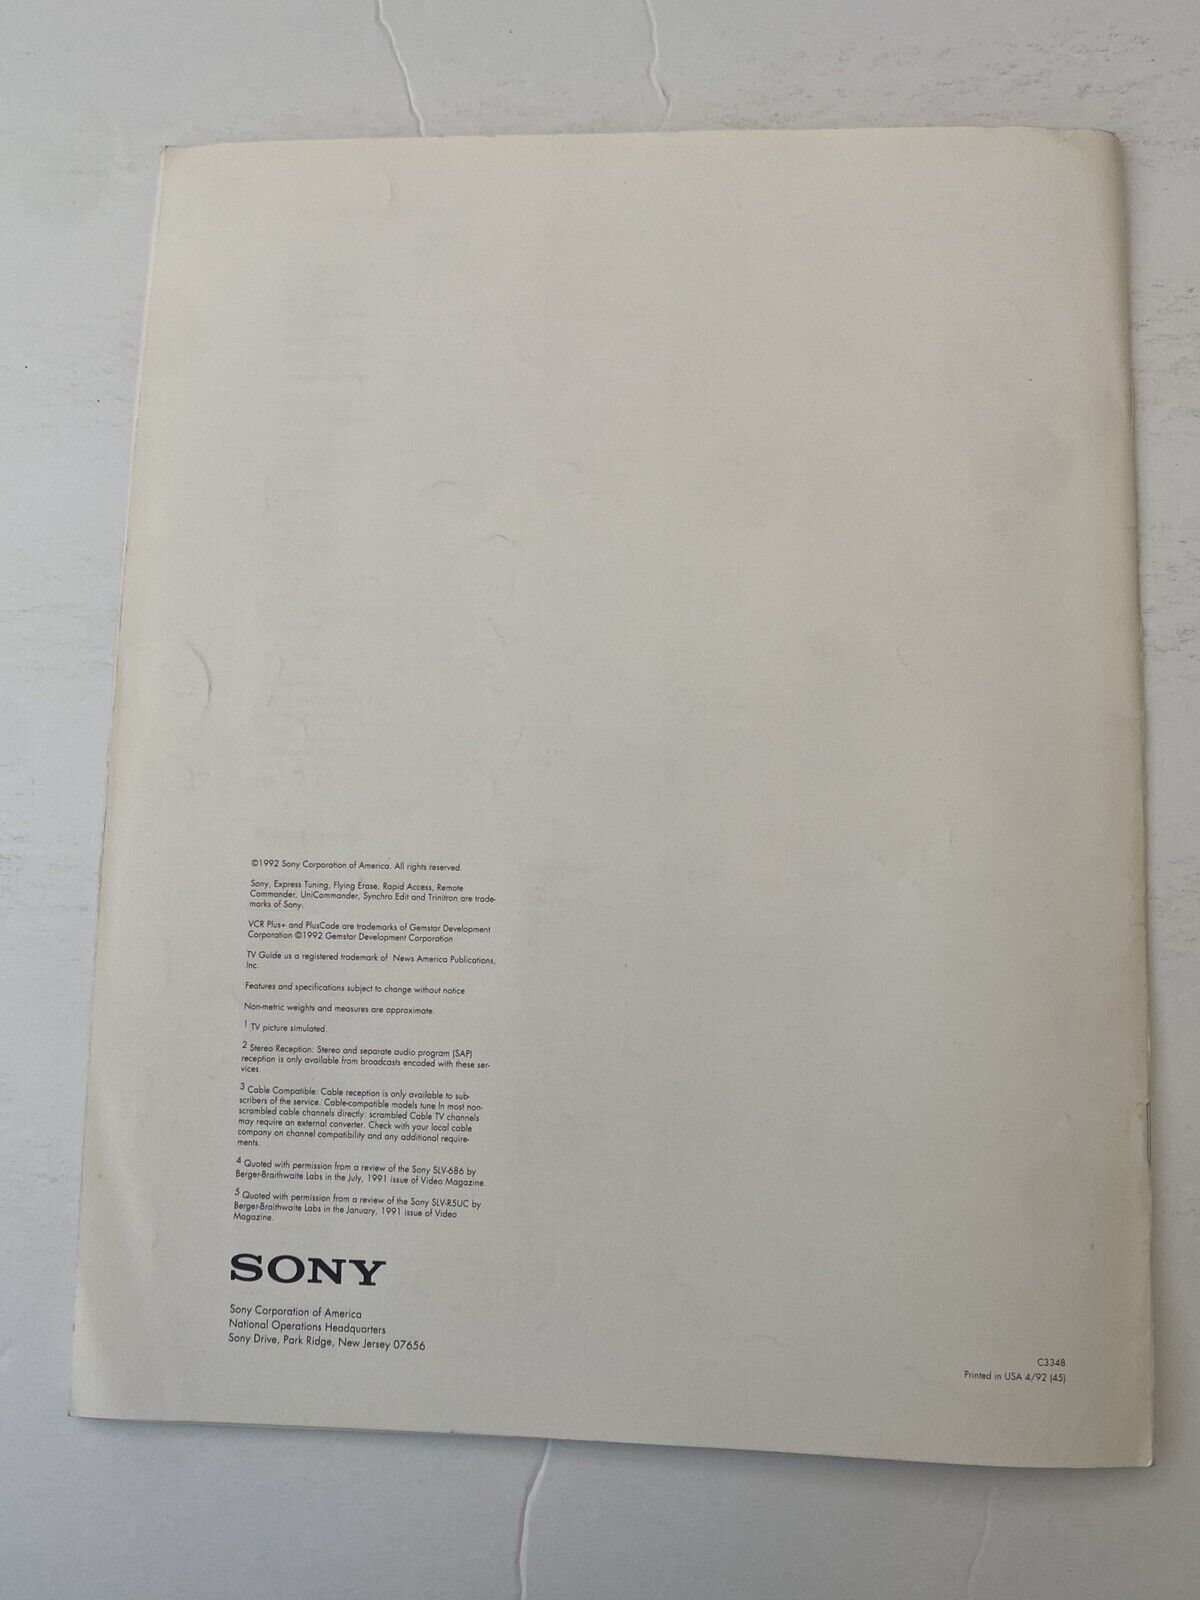 ©1992 Sony Corporation of America. All rights reserved.
Sony, Express Tuning, Flying Erase, Rapid Access, Remote
Commander, UniCommander, Synchro Edit and Trinitron are trade-
marks of Sony.
VCR Plus+ and PlusCode are trademarks of Gemstar Development
Corporation ©1992 Gemstar Development Corporation
TV Guide us a registered trademark of News America Publications,
Inc.
Features and specifications subject to change without notice
Non-metric weights and measures are approximate.
1 TV picture simulated.
2 Stereo Reception: Stereo and separate audio program (SAP)
reception is only available from broadcasts encoded with these ser-
vices.
3 Cable Compatible: Cable reception is only available to sub-
scribers of the service. Cable-compatible models tune In most non-
scrambled cable channels directly: scrambled Cable TV channels
may require an external converter. Check with your local cable
company on channel compatibility and any additional require-
ments.
4 Quoted with permission from a review of the Sony SLV-686 by
Berger-Braithwaite Labs in the July, 1991 issue of Video Magazine.
5 Quoted with permission from a review of the Sony SLV-R5UC by
Berger-Braithwaite Labs in the January, 1991 issue of Video
Magazine.
SONY
Sony Corporation of America
National Operations Headquarters
Sony Drive, Park Ridge, New Jersey 07656
C3348
Printed in USA 4/92 (45)